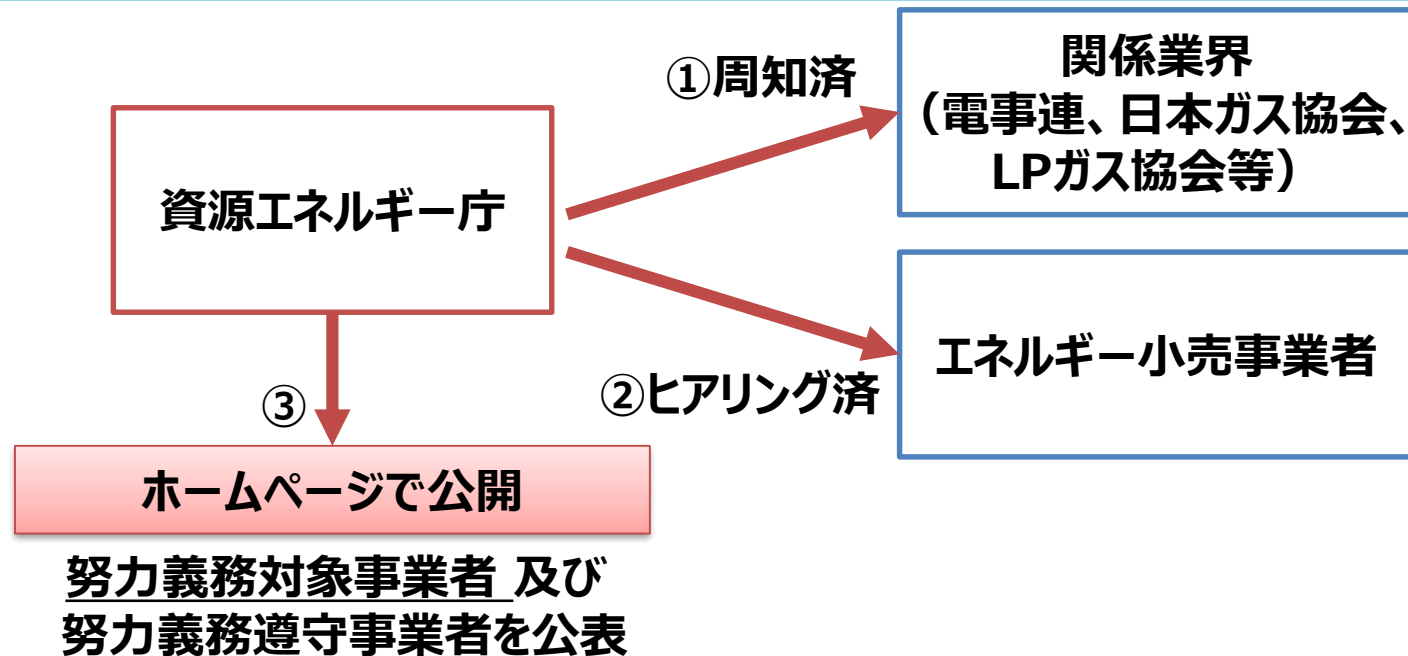 ①周知済
関係業界
（電事連、日本ガス協会、
LPガス協会等）
資源エネルギー庁
エネルギー小売事業者
②ヒアリング済
③
ホームページで公開
努力義務対象事業者 及び
努力義務遵守事業者を公表